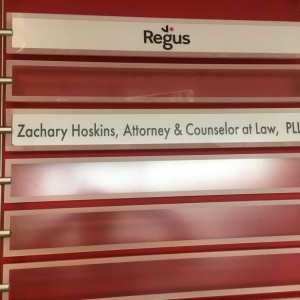 Regus
Zachary Hoskins, Attorney & Counselor at Law, PLL